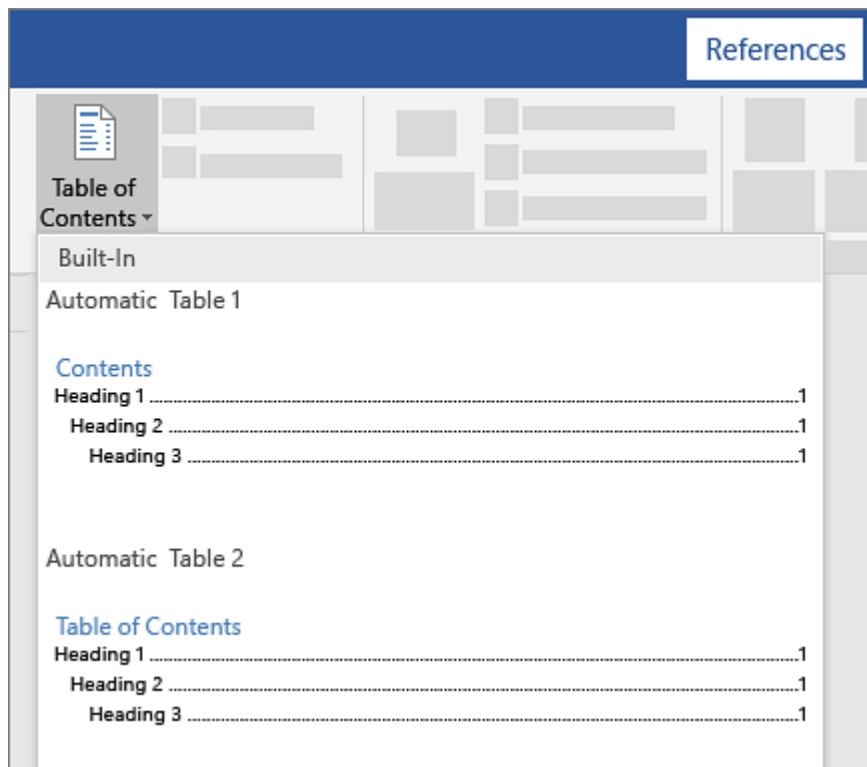 References
Table of
Contents
Built-In
Automatic Table 1
Contents
Heading 1 ........................................ 1
Heading 2 ........................................ 1
Heading 3 ........................................ 1
Automatic Table 2
Table of Contents
Heading 1 ........................................ 1
Heading 2 ........................................ 1
Heading 3 ........................................ 1